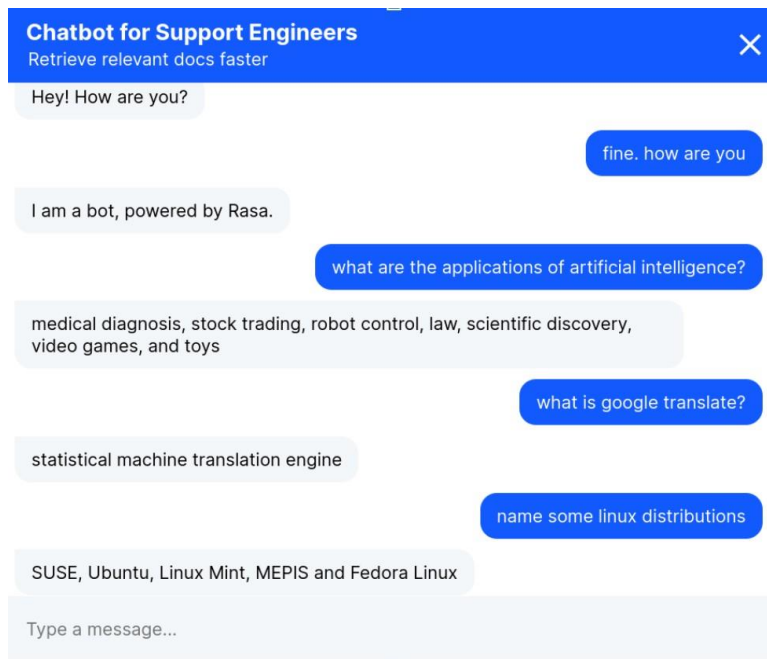 Chatbot for Support Engineers
Retrieve relevant docs faster
Hey! How are you?
fine. how are you
I am a bot, powered by Rasa.
what are the applications of artificial intelligence?
medical diagnosis, stock trading, robot control, law, scientific discovery,
video games, and toys
what is google translate?
statistical machine translation engine
name some linux distributions
SUSE, Ubuntu, Linux Mint, MEPIS and Fedora Linux
Type a message...